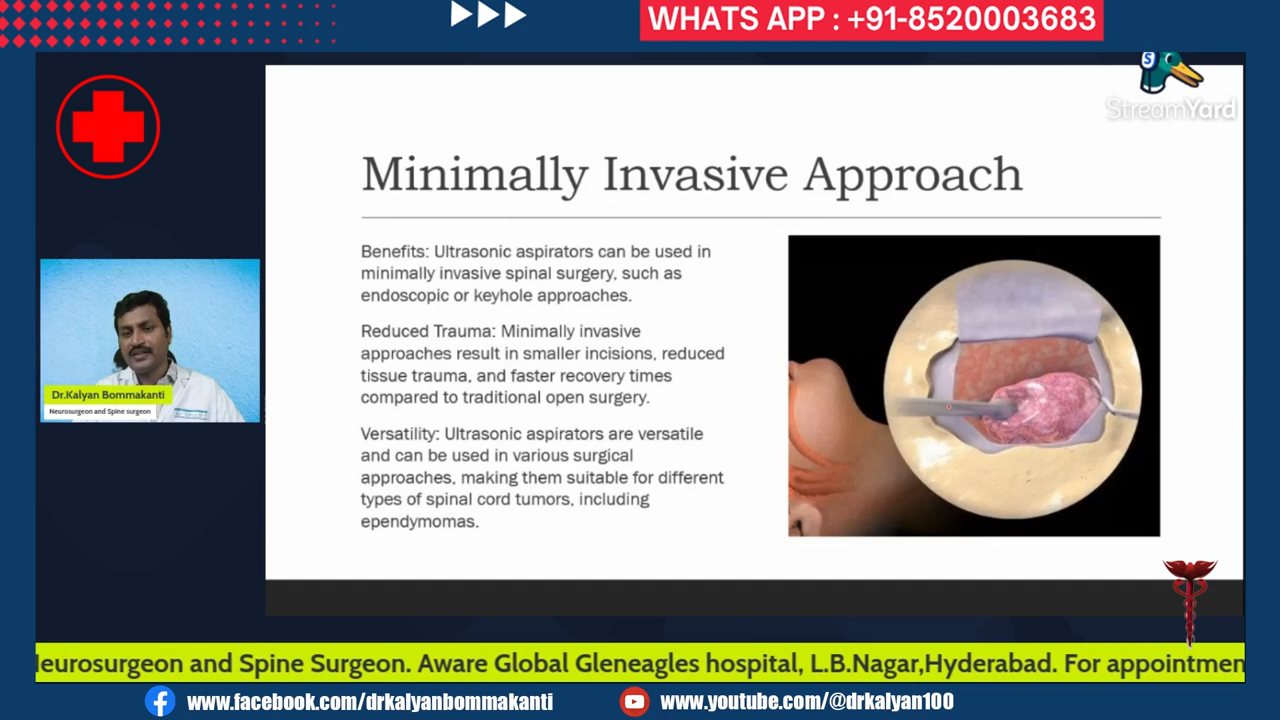 WHATS APP : +91-8520003683
S
StreamYard
Minimally Invasive Approach
Benefits: Ultrasonic aspirators can be used in
minimally invasive spinal surgery, such as
endoscopic or keyhole approaches.
Reduced Trauma: Minimally invasive
approaches result in smaller incisions, reduced
tissue trauma, and faster recovery times
compared to traditional open surgery.
Versatility: Ultrasonic aspirators are versatile
and can be used in various surgical
approaches, making them suitable for different
types of spinal cord tumors, including
ependymomas.
Dr.Kalyan Bommakanti
Neurosurgeon and Spine surgeon
leurosurgeon and Spine Surgeon. Aware Global Gleneagles hospital, L.B.Nagar,Hyderabad. For appointmen
www.facebook.com/drkalyanbommakanti
www.youtube.com/@drkalyan100